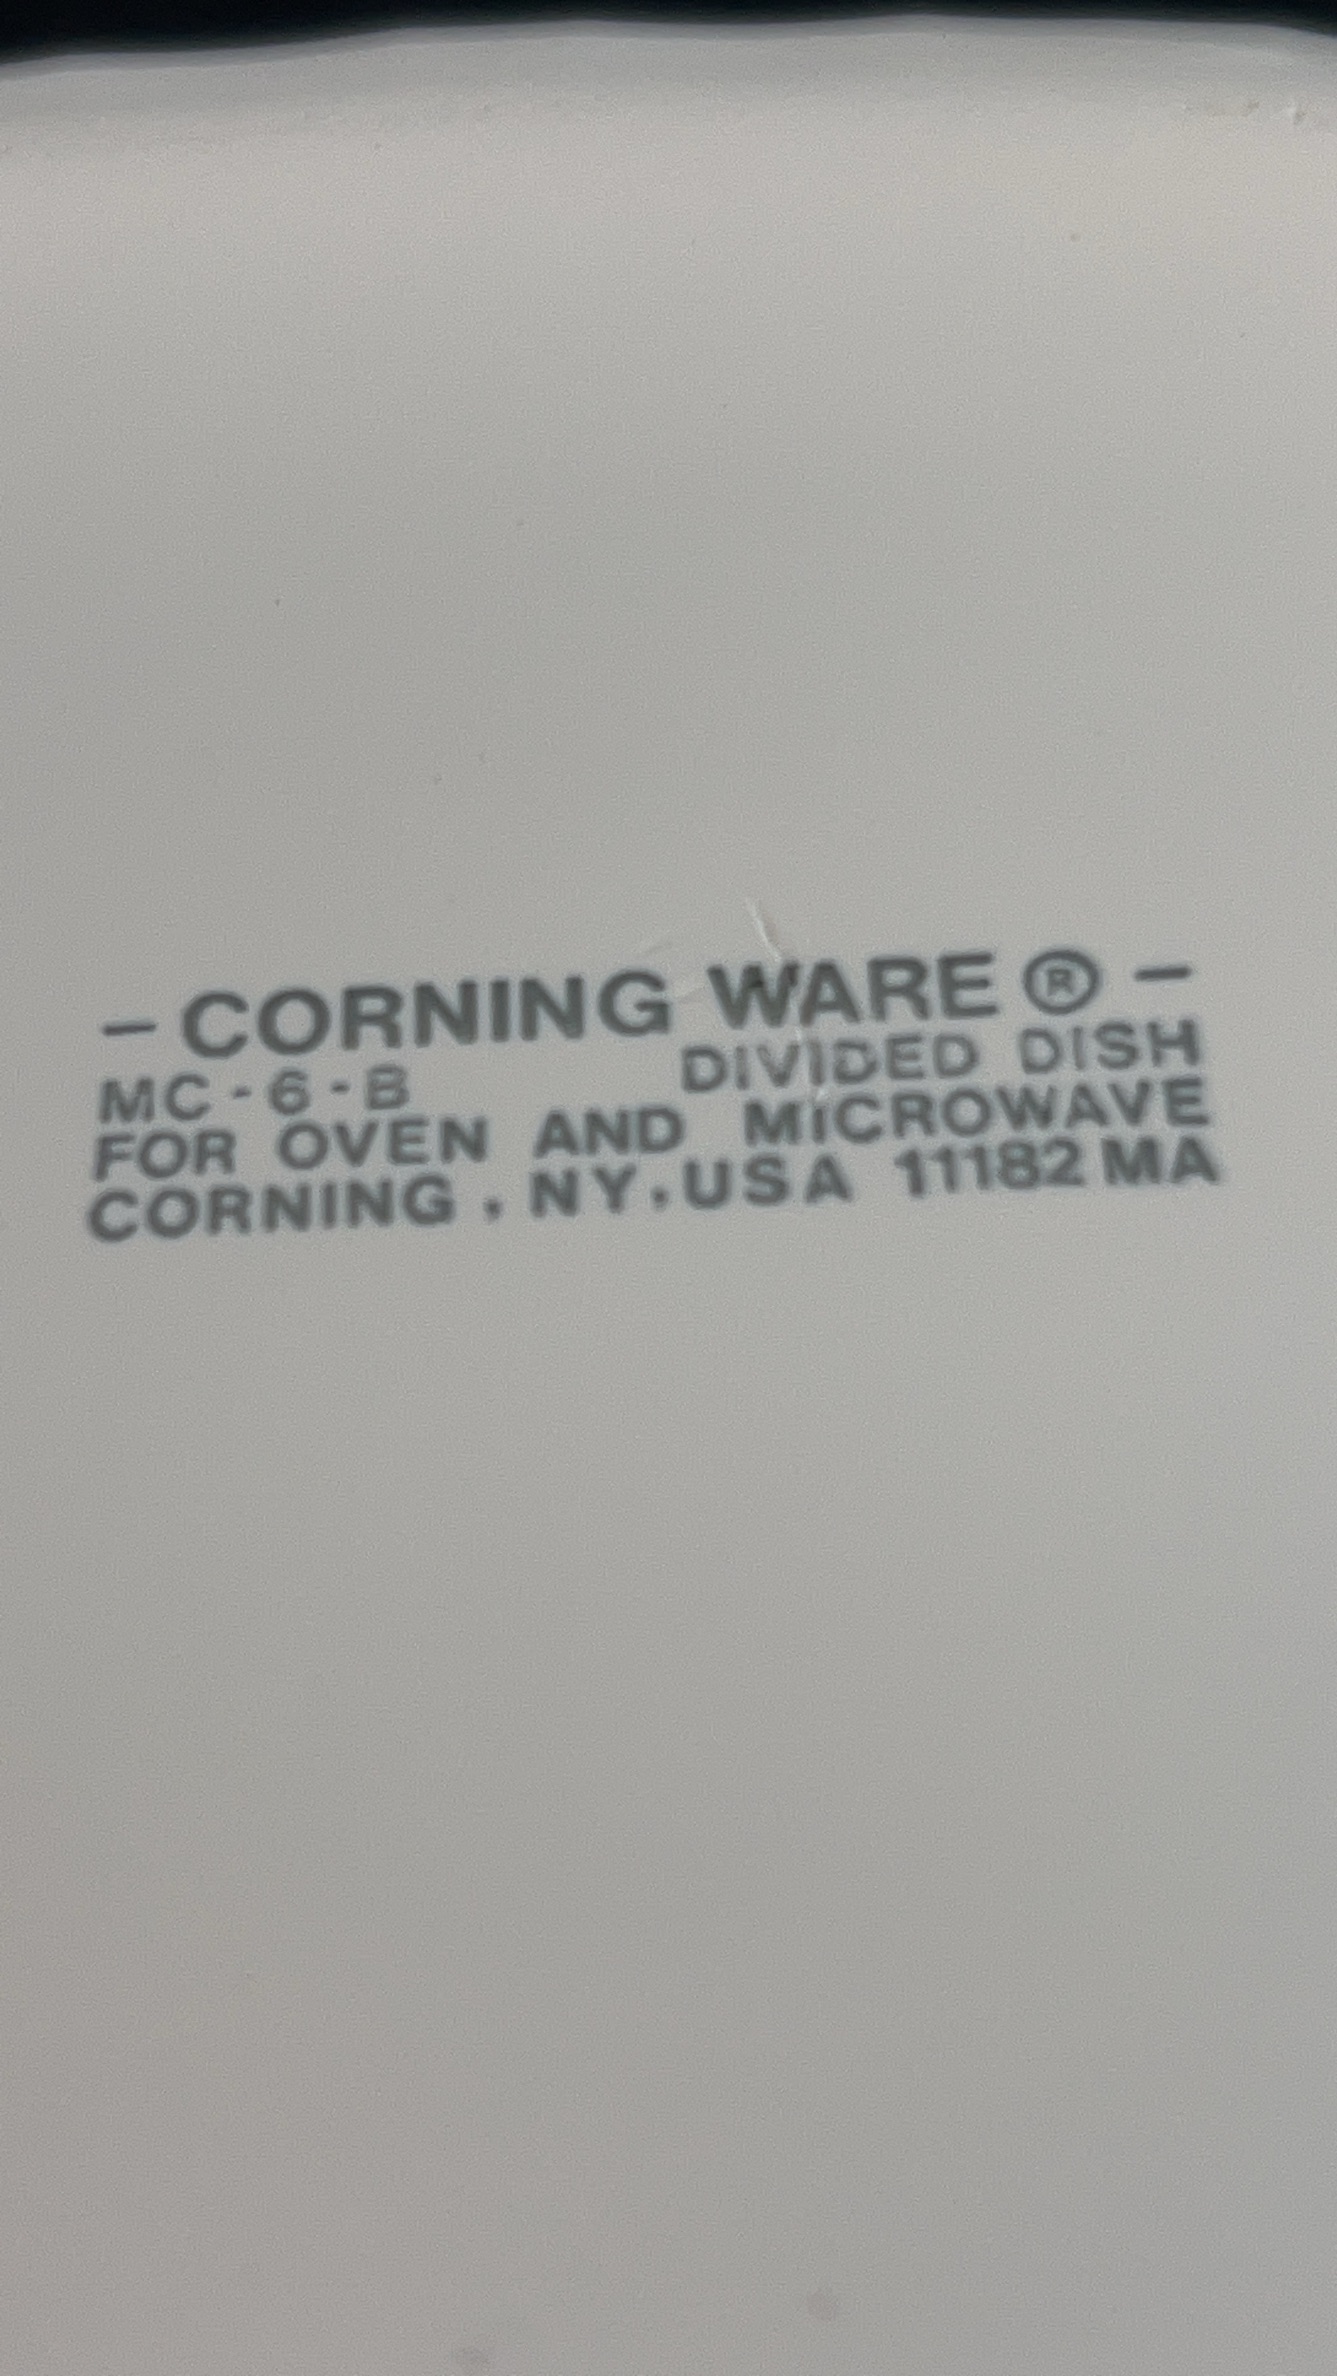 - CORNING WARE ® -
MC-6-B DIVIDED DISH
FOR OVEN AND MICROWAVE
CORNING, NY, USA 11182 MA